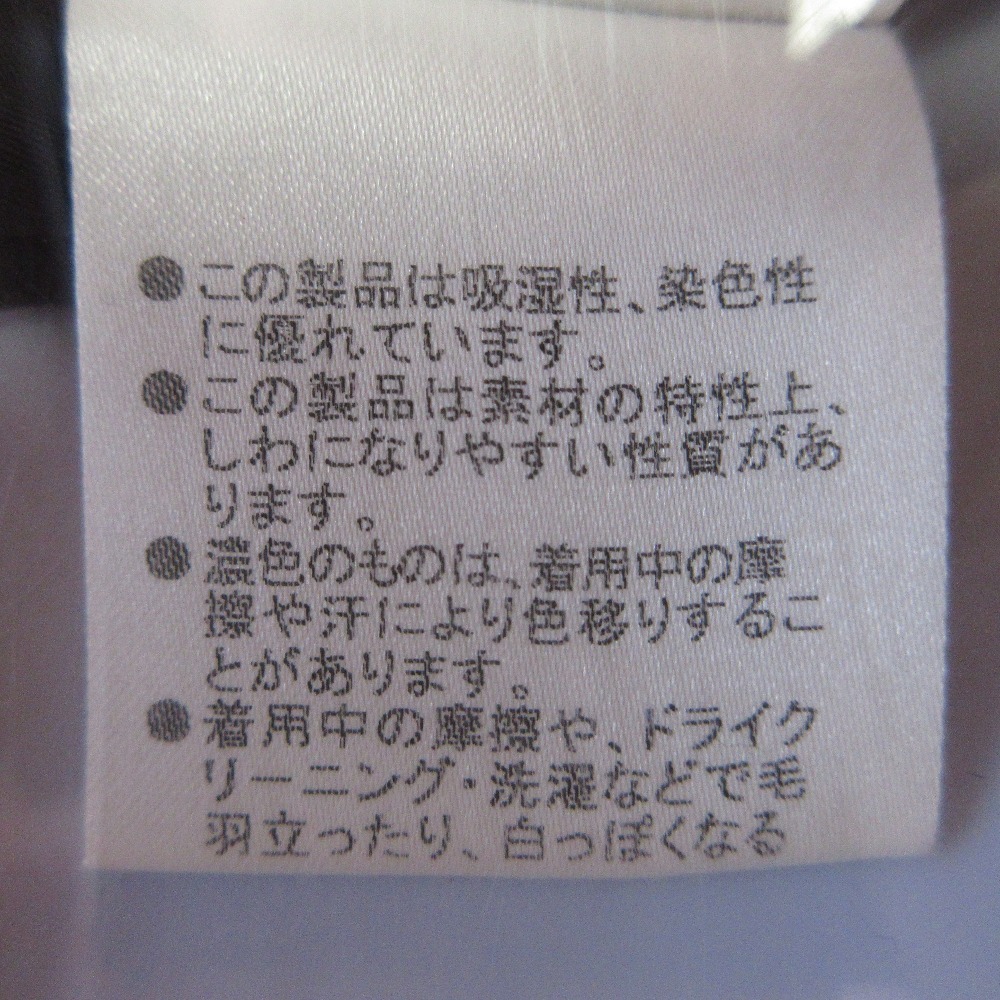 ●この製品は吸湿性、染色性
に優れています。
●この製品は素材の特性上、
しわになりやすい性質があ
ります。
●濃色のものは、着用中の摩
擦や汗により色移りするこ
とがあります。
●着用中の摩擦や、ドライク
リーニング・洗濯などで毛
羽立ったり、白っぽくなる